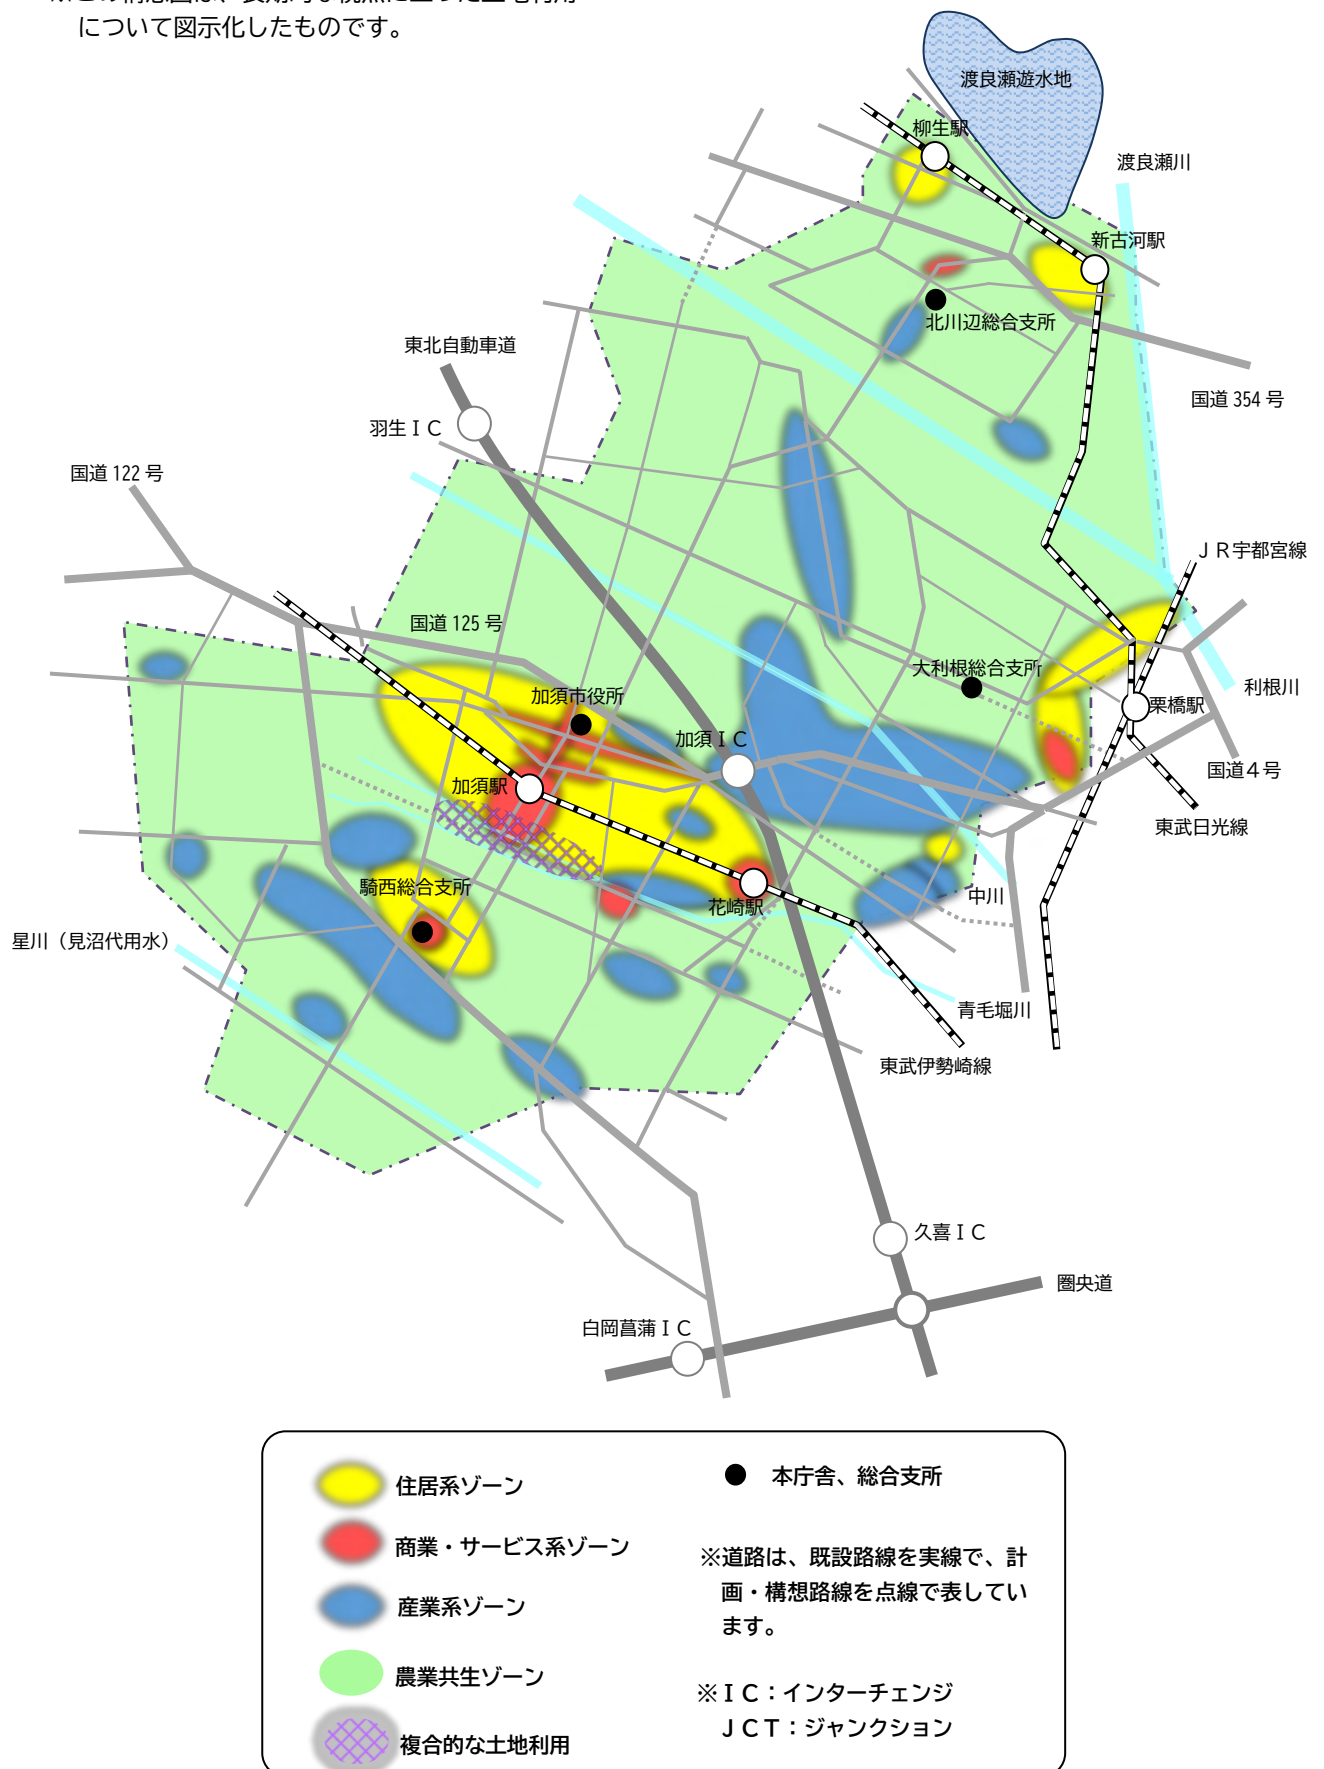 について図示化したものです。
渡良瀬遊水地
柳生駅
渡良瀬川
新古河駅
北川辺総合支所
東北自動車道
国道 354 号
羽生ＩＣ
国道 122 号
ＪＲ宇都宮線
国道 125 号
大利根総合支所
加須市役所
利根川
栗橋駅
加須ＩＣ
国道４号
加須駅
東武日光線
騎西総合支所
中川
花崎駅
星川（見沼代用水）
青毛堀川
東武伊勢崎線
久喜ＩＣ
圏央道
白岡菖蒲ＩＣ
住居系ゾーン
商業・サービス系ゾーン
産業系ゾーン
農業共生ゾーン
複合的な土地利用
本庁舎、総合支所
※道路は、既設路線を実線で、計
画・構想路線を点線で表してい
ます。
※ＩＣ：インターチェンジ
ＪＣＴ：ジャンクション